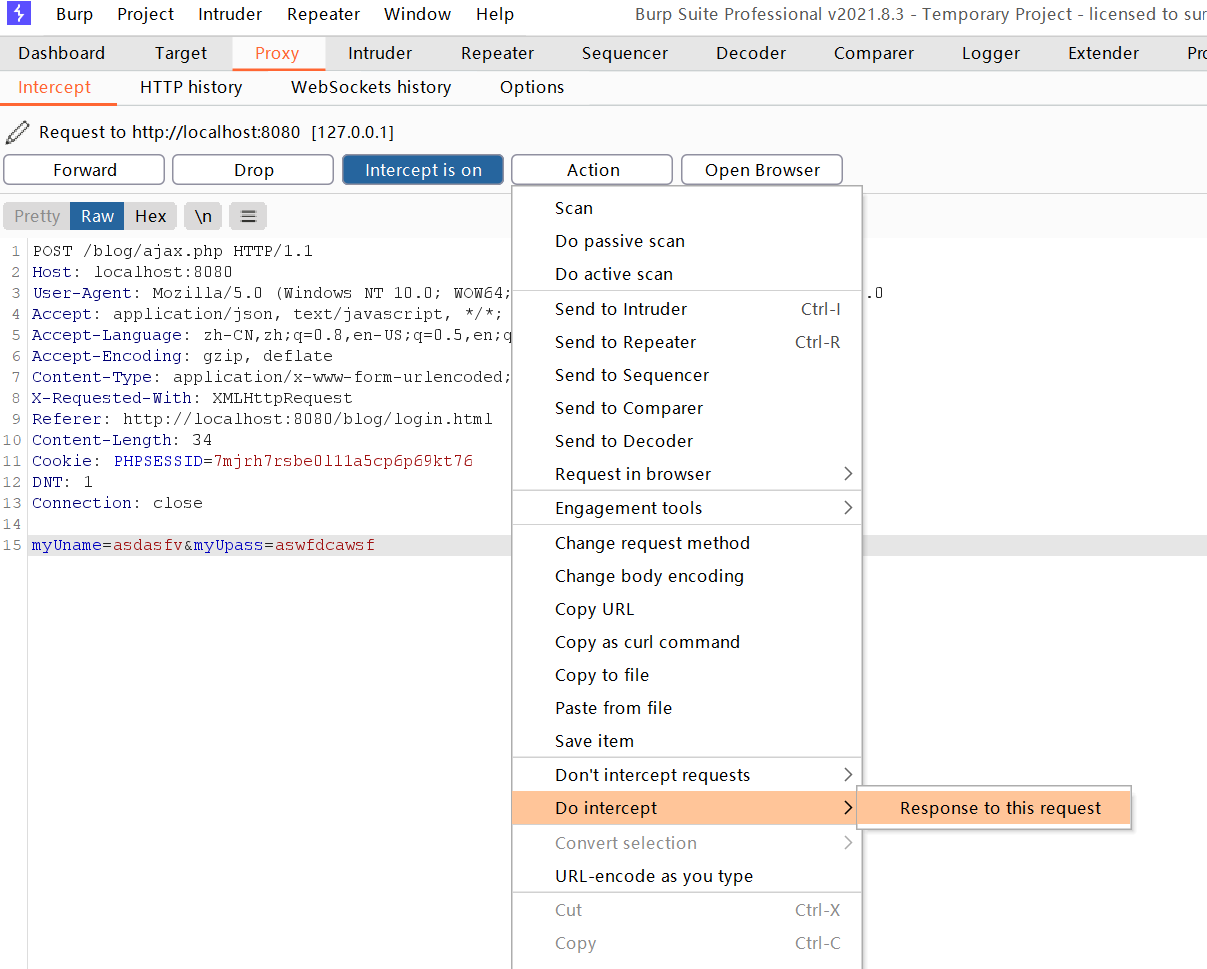 Burp Project Intruder Repeater Window Help Burp Suite Professional v2021.8.3 - Temporary Project - licensed to sur
Dashboard Target Proxy Intruder Repeater Sequencer Decoder Comparer Logger Extender Pro
Intercept HTTP history WebSockets history Options
Request to http://localhost:8080 [127.0.0.1]
Forward Drop Intercept is on Action Open Browser
Pretty Raw Hex \n
1 POST /blog/ajax.php HTTP/1.1
2 Host: localhost:8080
3 User-Agent: Mozilla/5.0 (Windows NT 10.0; WOW64; .0
4 Accept: application/json, text/javascript, */*;
5 Accept-Language: zh-CN,zh;q=0.8,en-US;q=0.5,en;q
6 Accept-Encoding: gzip, deflate
7 Content-Type: application/x-www-form-urlencoded;
8 X-Requested-With: XMLHttpRequest
9 Referer: http://localhost:8080/blog/login.html
10 Content-Length: 34
11 Cookie: PHPSESSID=7mjrh7rsbe0l11a5cp6p69kt76
12 DNT: 1
13 Connection: close
14
15 myUname=asdasfv&myUpass=aswfdcawsf
Scan
Do passive scan
Do active scan
Send to Intruder Ctrl-I
Send to Repeater Ctrl-R
Send to Sequencer
Send to Comparer
Send to Decoder
Request in browser
Engagement tools
Change request method
Change body encoding
Copy URL
Copy as curl command
Copy to file
Paste from file
Save item
Don't intercept requests
Do intercept
Response to this request
Convert selection
URL-encode as you type
Cut Ctrl-X
Copy Ctrl-C